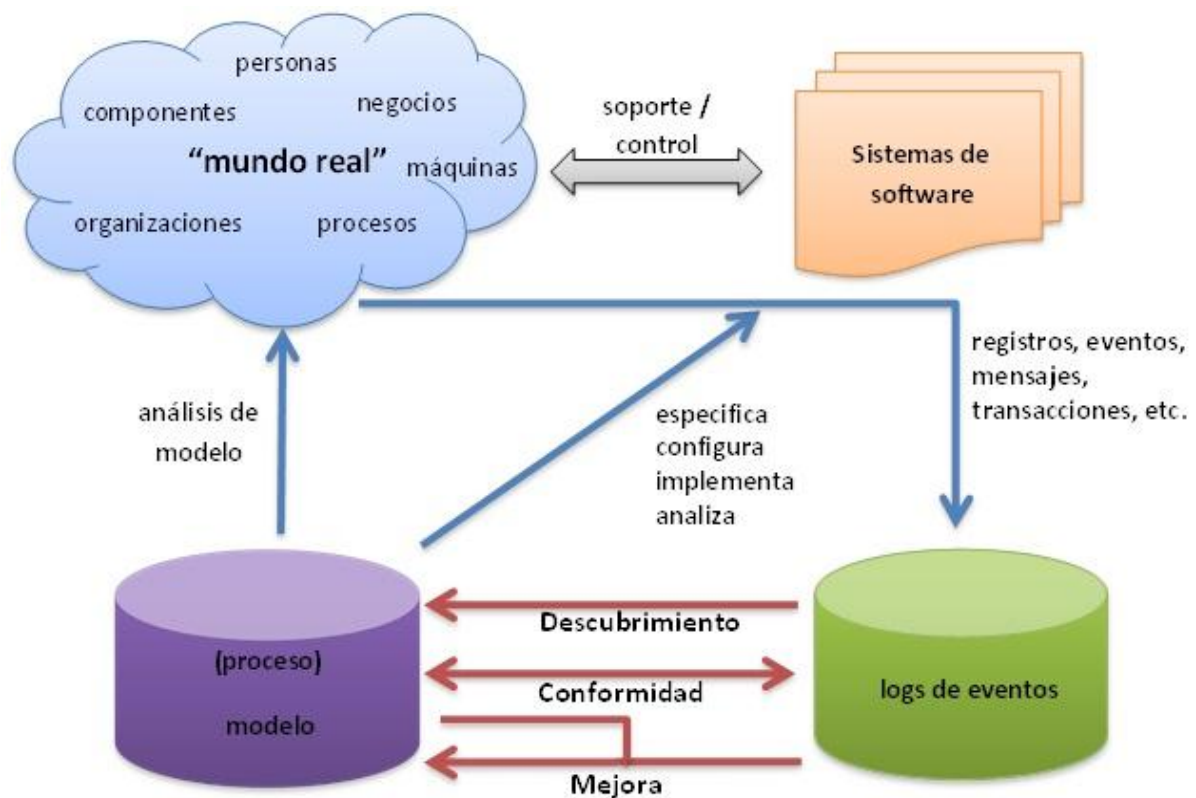 personas
componentes
negocios
“mundo real”
máquinas
organizaciones
procesos
soporte /
control
Sistemas de
software
análisis de
modelo
especifica
configura
implementa
analiza
registros, eventos,
mensajes,
transacciones, etc.
(proceso)
modelo
Descubrimiento
Conformidad
Mejora
logs de eventos